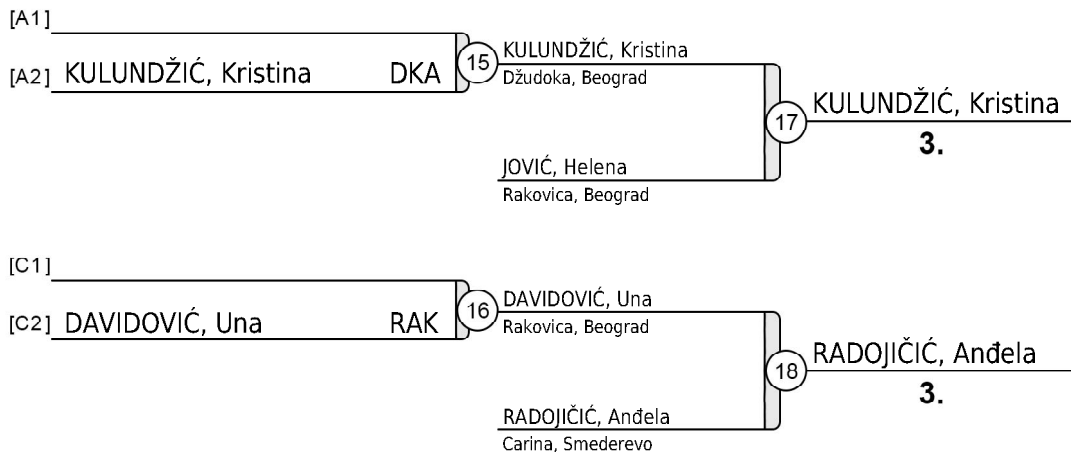 [A1]
[A2] KULUNDŽIĆ, Kristina DKA
15
KULUNDŽIĆ, Kristina
Džudoka, Beograd
JOVIĆ, Helena
Rakovica, Beograd
17
KULUNDŽIĆ, Kristina
3.
[C1]
[C2] DAVIDOVIĆ, Una RAK
16
DAVIDOVIĆ, Una
Rakovica, Beograd
RADOJIČIĆ, Anđela
Carina, Smederevo
18
RADOJIČIĆ, Anđela
3.